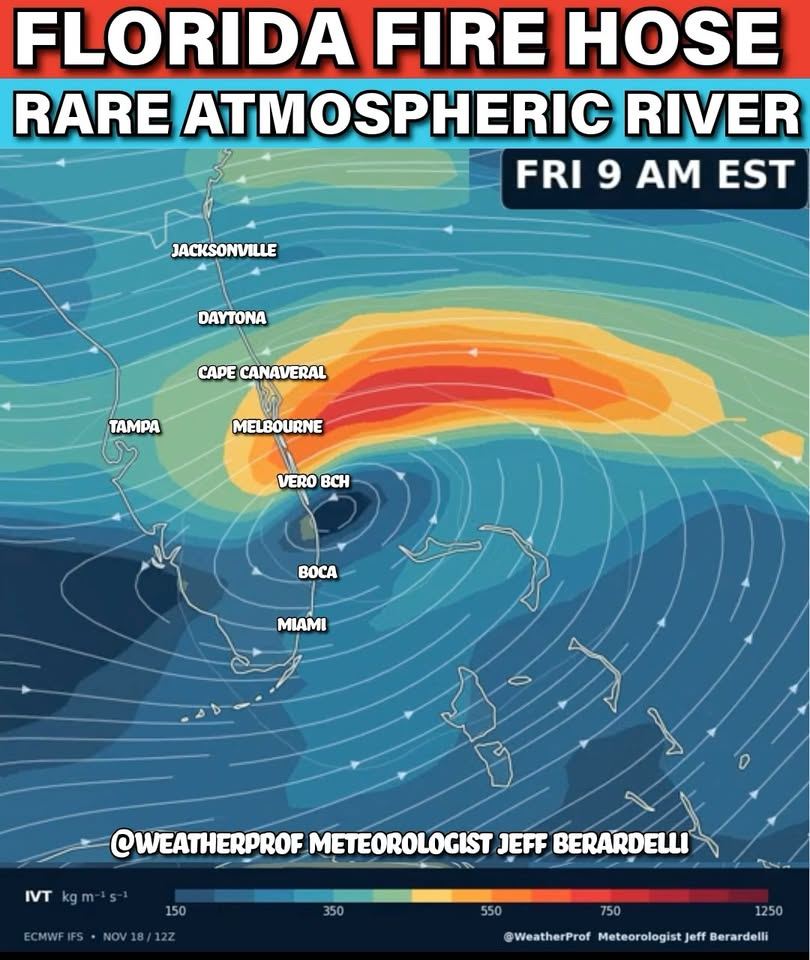 FLORIDA FIRE HOSE
RARE ATMOSPHERIC RIVER
FRI 9 AM EST
JACKSONVILLE
DAYTONA
CAPE CANAVERAL
TAMPA
MELBOURNE
VERO BCH
BOCA
MIAMI
@WEATHERPROF METEOROLOGIST JEFF BERARDELLI
IVT kg m⁻¹ s⁻¹
150 350 550 750 1250
ECMWF IFS • NOV 18 / 12Z
@WeatherProf Meteorologist Jeff Berardelli